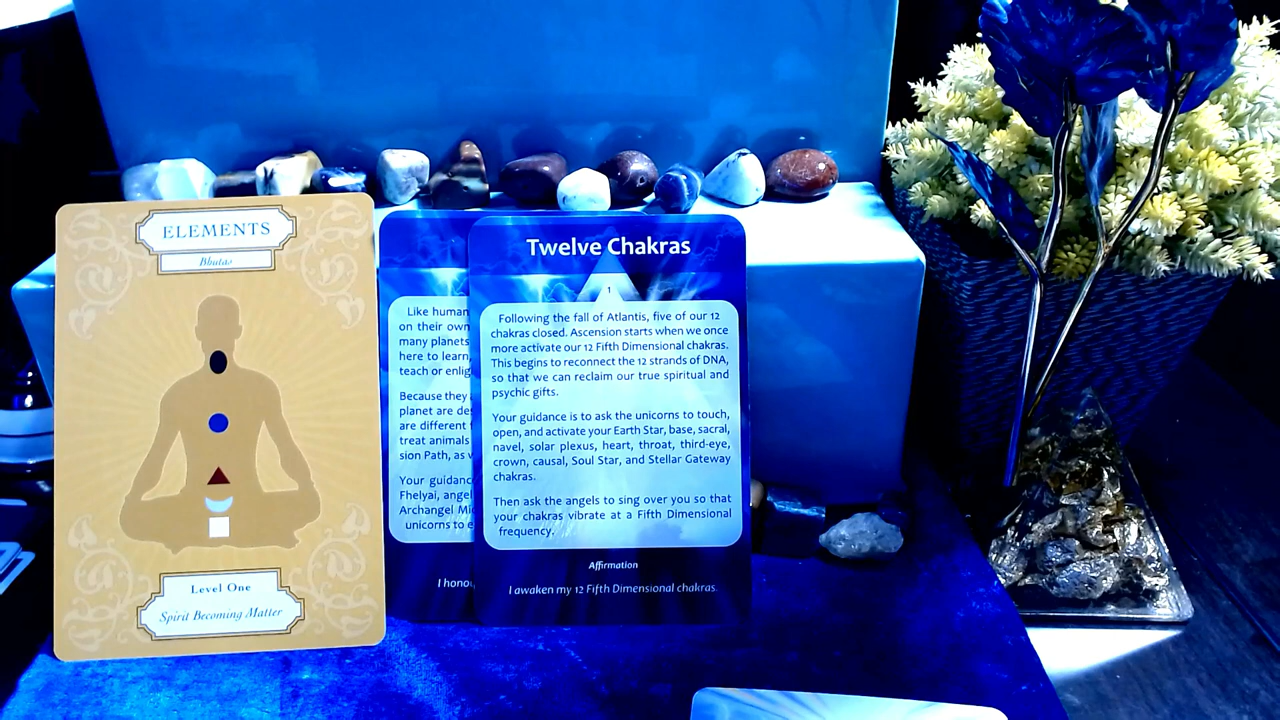 ELEMENTS
Bhutas
Level One
Spirit Becoming Matter
Like human
on their own
many planets
here to learn,
teach or enlig
Because they
planet are de
are different
treat animals
sion Path, as
Your guidanc
Fhelyai, angel
Archangel Mi
unicorns to e
I hono
Twelve Chakras
1
Following the fall of Atlantis, five of our 12
chakras closed. Ascension starts when we once
more activate our 12 Fifth Dimensional chakras.
This begins to reconnect the 12 strands of DNA,
so that we can reclaim our true spiritual and
psychic gifts.
Your guidance is to ask the unicorns to touch,
open, and activate your Earth Star, base, sacral,
navel, solar plexus, heart, throat, third-eye,
crown, causal, Soul Star, and Stellar Gateway
chakras.
Then ask the angels to sing over you so that
your chakras vibrate at a Fifth Dimensional
frequency.
Affirmation
I awaken my 12 Fifth Dimensional chakras.